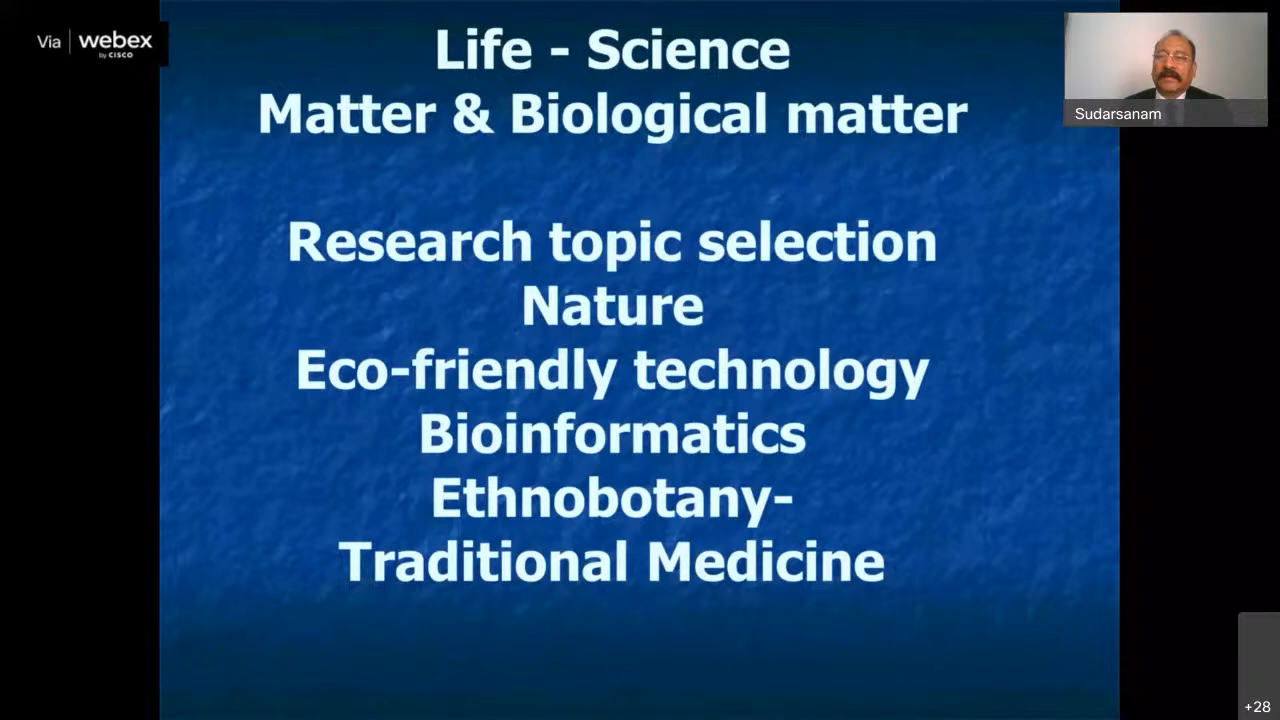 Via | webex
by CISCO
Life - Science
Matter & Biological matter
Sudarsanam
Research topic selection
Nature
Eco-friendly technology
Bioinformatics
Ethnobotany-
Traditional Medicine
+28